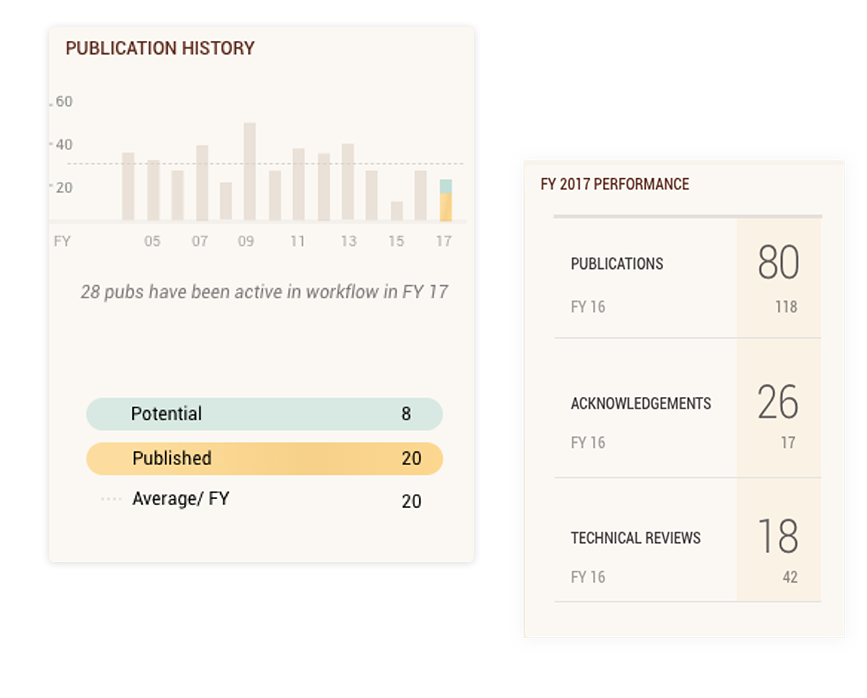 PUBLICATION HISTORY
60
40
20
FY 05 07 09 11 13 15 17
28 pubs have been active in workflow in FY 17
Potential 8
Published 20
Average/ FY 20
FY 2017 PERFORMANCE
PUBLICATIONS 80
FY 16 118
ACKNOWLEDGEMENTS 26
FY 16 17
TECHNICAL REVIEWS 18
FY 16 42